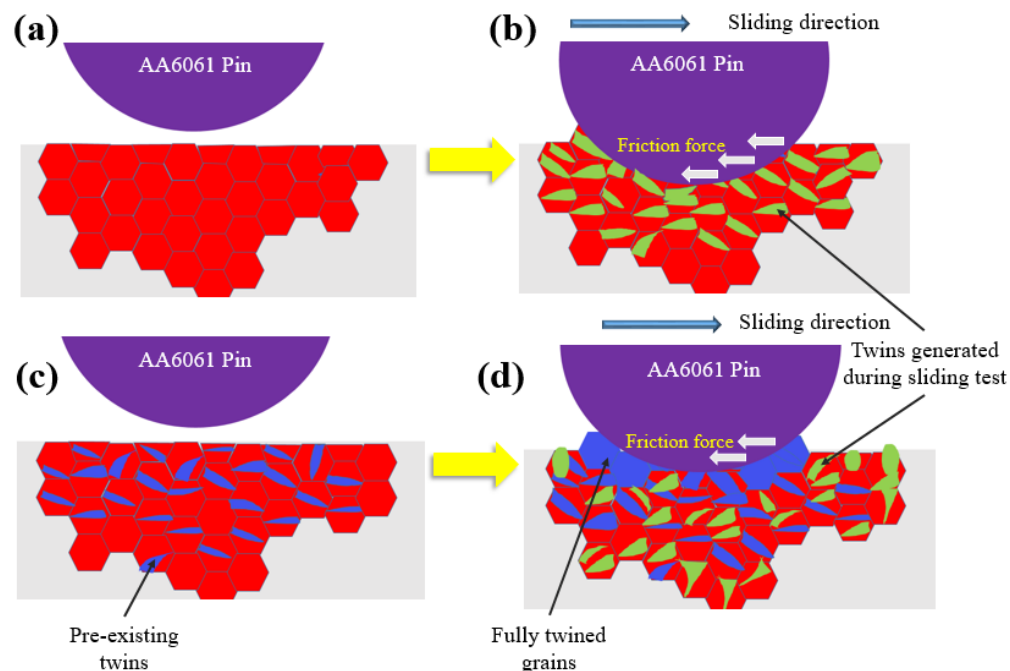 (a)
AA6061 Pin
(b)
Sliding direction
AA6061 Pin
Friction force
(c)
AA6061 Pin
(d)
Sliding direction
AA6061 Pin
Friction force
Twins generated
during sliding test
Pre-existing
twins
Fully twined
grains